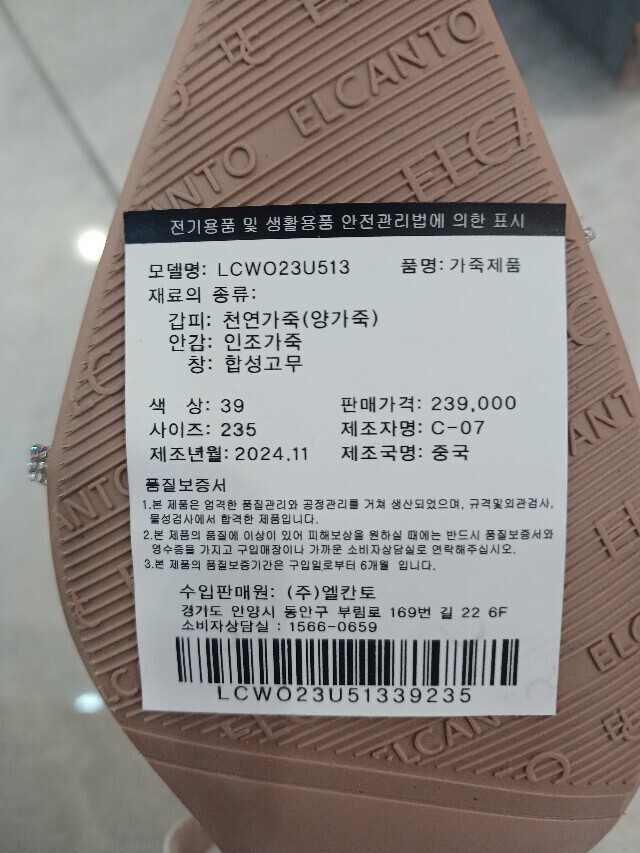 ELCANTO
ELCANTO
전기용품 및 생활용품 안전관리법에 의한 표시
모델명: LCWO23U513 품명: 가죽제품
재료의 종류:
갑피: 천연가죽(양가죽)
안감: 인조가죽
창: 합성고무
색 상: 39 판매가격: 239,000
사이즈: 235 제조자명: C-07
제조년월: 2024.11 제조국명: 중국
품질보증서
1.본 제품은 엄격한 품질관리와 공정관리를 거쳐 생산되었으며, 규격및외관검사,
물성검사에서 합격한 제품입니다.
2.본 제품의 품질에 이상이 있어 피해보상을 원하실 때에는 반드시 품질보증서와
영수증을 가지고 구입매장이나 가까운 소비자상담실로 연락해주십시오.
3.본 제품의 품질보증기간은 구입일로부터 6개월 입니다.
수입판매원: (주)엘칸토
경기도 안양시 동안구 부림로 169번 길 22 6F
소비자상담실 : 1566-0659
LCWO23U51339235
ELCANTO